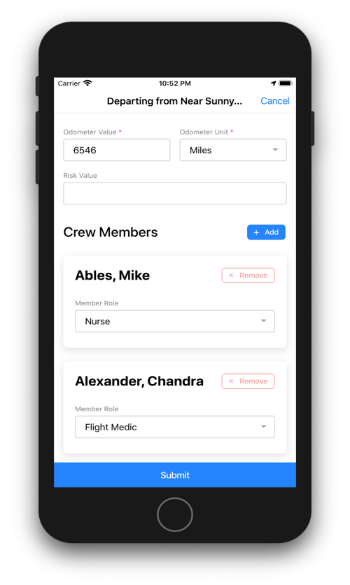 Carrier 10:52 PM
Departing from Near Sunny... Cancel
Odometer Value * Odometer Unit *
6546 Miles
Risk Value
Crew Members + Add
Ables, Mike × Remove
Member Role
Nurse
Alexander, Chandra × Remove
Member Role
Flight Medic
Submit